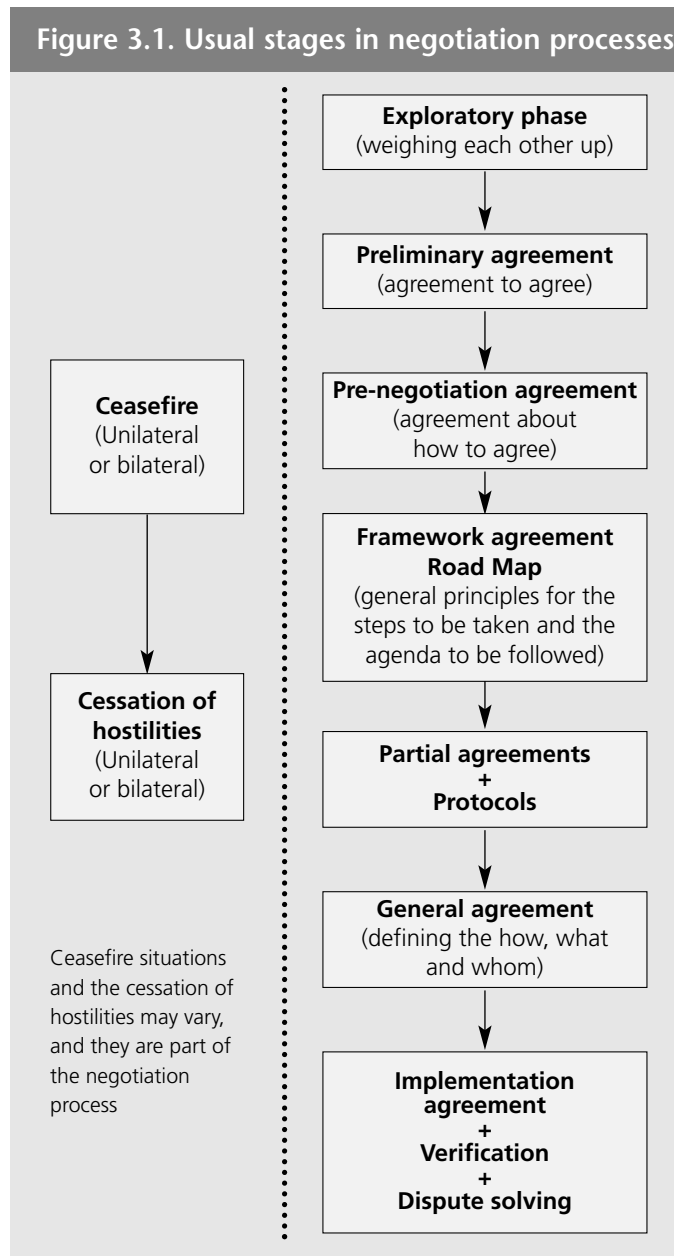 Figure 3.1. Usual stages in negotiation processes
Ceasefire
(Unilateral
or bilateral)
Cessation of
hostilities
(Unilateral
or bilateral)
Ceasefire situations
and the cessation of
hostilities may vary,
and they are part of
the negotiation
process
Exploratory phase
(weighing each other up)
Preliminary agreement
(agreement to agree)
Pre-negotiation agreement
(agreement about
how to agree)
Framework agreement
Road Map
(general principles for the
steps to be taken and the
agenda to be followed)
Partial agreements
+
Protocols
General agreement
(defining the how, what
and whom)
Implementation
agreement
+
Verification
+
Dispute solving